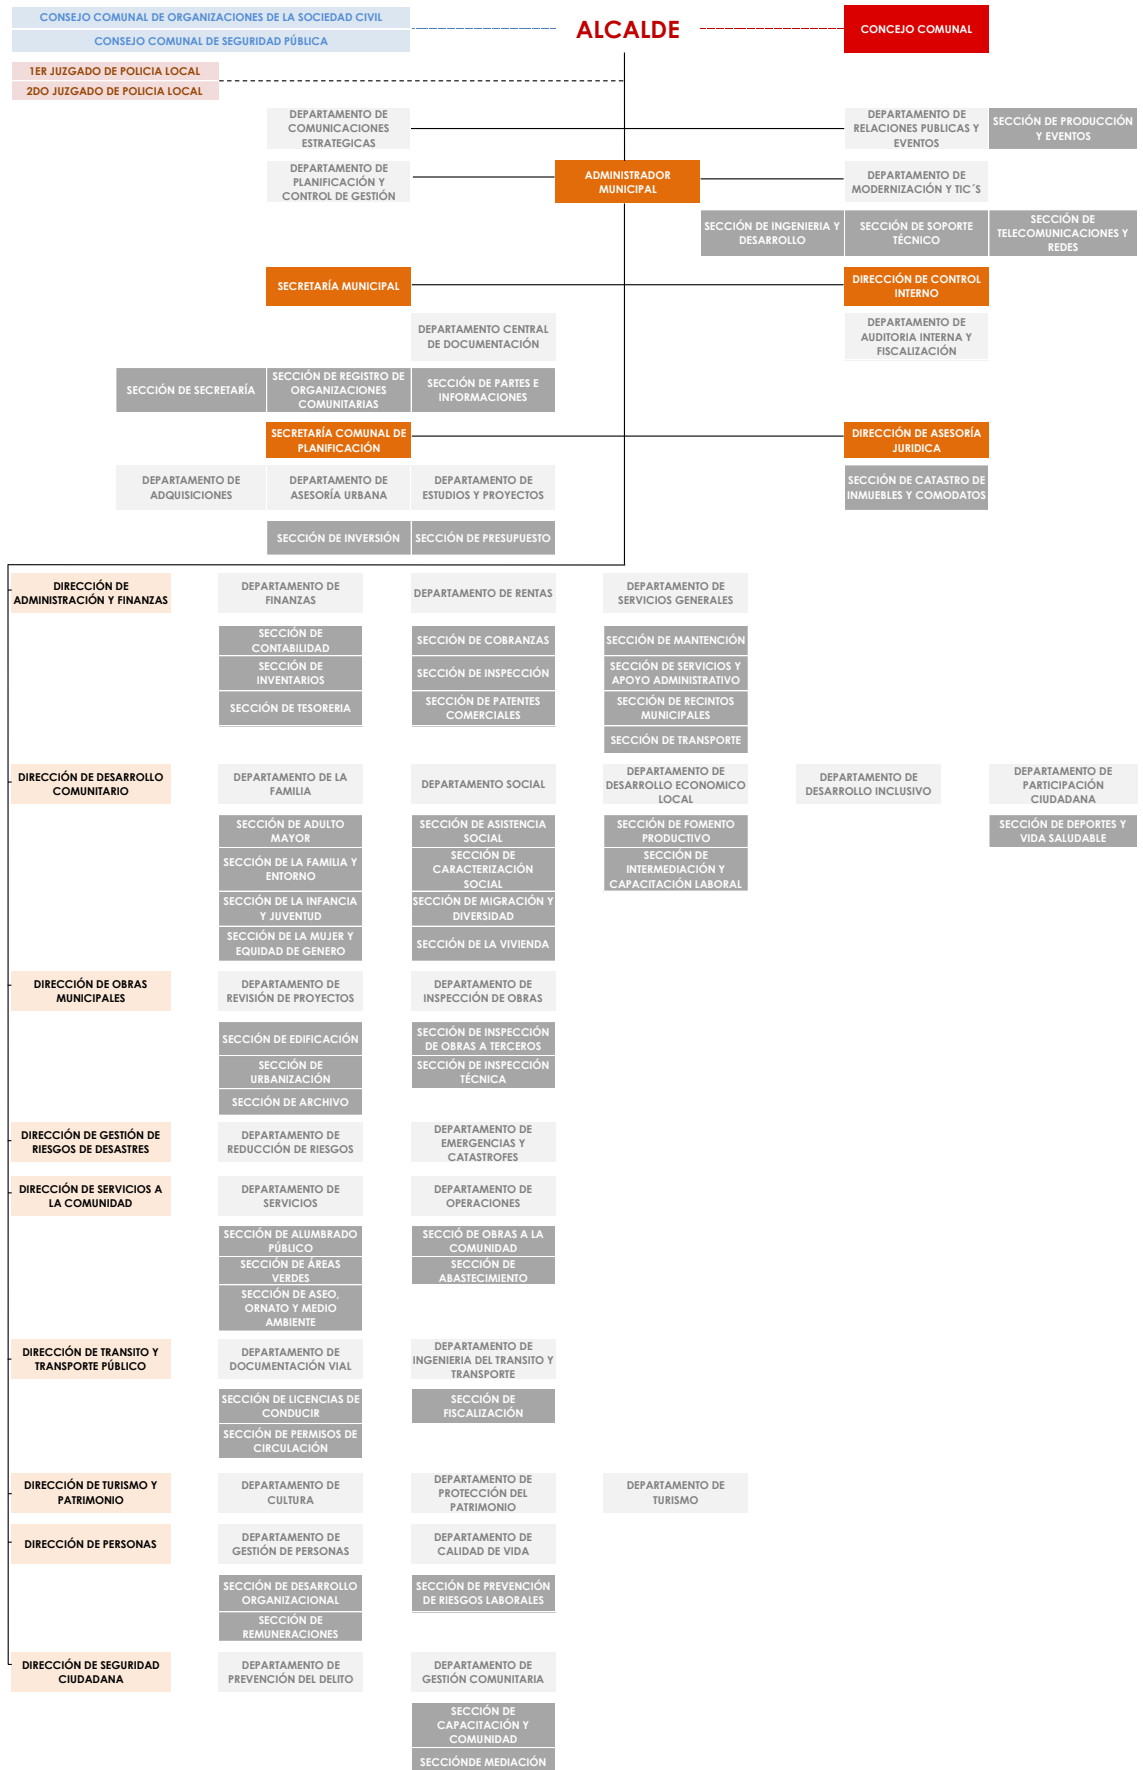 CONSEJO COMUNAL DE ORGANIZACIONES DE LA SOCIEDAD CIVIL
CONSEJO COMUNAL DE SEGURIDAD PÚBLICA
ALCALDE
CONCEJO COMUNAL
1ER JUZGADO DE POLICIA LOCAL
2DO JUZGADO DE POLICIA LOCAL
DEPARTAMENTO DE
COMUNICACIONES
ESTRATEGICAS
DEPARTAMENTO DE
RELACIONES PUBLICAS Y
EVENTOS
SECCIÓN DE PRODUCCIÓN
Y EVENTOS
DEPARTAMENTO DE
PLANIFICACIÓN Y
CONTROL DE GESTIÓN
ADMINISTRADOR
MUNICIPAL
DEPARTAMENTO DE
MODERNIZACIÓN Y TIC´S
SECCIÓN DE INGENIERIA Y
DESARROLLO
SECCIÓN DE SOPORTE
TÉCNICO
SECCIÓN DE
TELECOMUNICACIONES Y
REDES
SECRETARÍA MUNICIPAL
DIRECCIÓN DE CONTROL
INTERNO
DEPARTAMENTO CENTRAL
DE DOCUMENTACIÓN
DEPARTAMENTO DE
AUDITORIA INTERNA Y
FISCALIZACIÓN
SECCIÓN DE SECRETARÍA
SECCIÓN DE REGISTRO DE
ORGANIZACIONES
COMUNITARIAS
SECCIÓN DE PARTES E
INFORMACIONES
SECRETARÍA COMUNAL DE
PLANIFICACIÓN
DIRECCIÓN DE ASESORÍA
JURIDICA
DEPARTAMENTO DE
ADQUISICIONES
DEPARTAMENTO DE
ASESORÍA URBANA
DEPARTAMENTO DE
ESTUDIOS Y PROYECTOS
SECCIÓN DE CATASTRO DE
INMUEBLES Y COMODATOS
SECCIÓN DE INVERSIÓN
SECCIÓN DE PRESUPUESTO
DIRECCIÓN DE
ADMINISTRACIÓN Y FINANZAS
DEPARTAMENTO DE
FINANZAS
DEPARTAMENTO DE RENTAS
DEPARTAMENTO DE
SERVICIOS GENERALES
SECCIÓN DE
CONTABILIDAD
SECCIÓN DE COBRANZAS
SECCIÓN DE MANTENCIÓN
SECCIÓN DE
INVENTARIOS
SECCIÓN DE INSPECCIÓN
SECCIÓN DE SERVICIOS Y
APOYO ADMINISTRATIVO
SECCIÓN DE TESORERIA
SECCIÓN DE PATENTES
COMERCIALES
SECCIÓN DE RECINTOS
MUNICIPALES
SECCIÓN DE TRANSPORTE
DIRECCIÓN DE DESARROLLO
COMUNITARIO
DEPARTAMENTO DE LA
FAMILIA
DEPARTAMENTO SOCIAL
DEPARTAMENTO DE
DESARROLLO ECONOMICO
LOCAL
DEPARTAMENTO DE
DESARROLLO INCLUSIVO
DEPARTAMENTO DE
PARTICIPACIÓN
CIUDADANA
SECCIÓN DE ADULTO
MAYOR
SECCIÓN DE ASISTENCIA
SOCIAL
SECCIÓN DE FOMENTO
PRODUCTIVO
SECCIÓN DE DEPORTES Y
VIDA SALUDABLE
SECCIÓN DE LA FAMILIA Y
ENTORNO
SECCIÓN DE
CARACTERIZACIÓN
SOCIAL
SECCIÓN DE
INTERMEDIACIÓN Y
CAPACITACIÓN LABORAL
SECCIÓN DE LA INFANCIA
Y JUVENTUD
SECCIÓN DE MIGRACIÓN Y
DIVERSIDAD
SECCIÓN DE LA MUJER Y
EQUIDAD DE GENERO
SECCIÓN DE LA VIVIENDA
DIRECCIÓN DE OBRAS
MUNICIPALES
DEPARTAMENTO DE
REVISIÓN DE PROYECTOS
DEPARTAMENTO DE
INSPECCIÓN DE OBRAS
SECCIÓN DE EDIFICACIÓN
SECCIÓN DE INSPECCIÓN
DE OBRAS A TERCEROS
SECCIÓN DE
URBANIZACIÓN
SECCIÓN DE INSPECCIÓN
TÉCNICA
SECCIÓN DE ARCHIVO
DIRECCIÓN DE GESTIÓN DE
RIESGOS DE DESASTRES
DEPARTAMENTO DE
REDUCCIÓN DE RIESGOS
DEPARTAMENTO DE
EMERGENCIAS Y
CATASTROFES
DIRECCIÓN DE SERVICIOS A
LA COMUNIDAD
DEPARTAMENTO DE
SERVICIOS
DEPARTAMENTO DE
OPERACIONES
SECCIÓN DE ALUMBRADO
PÚBLICO
SECCIÓ DE OBRAS A LA
COMUNIDAD
SECCIÓN DE ÁREAS
VERDES
SECCIÓN DE
ABASTECIMIENTO
SECCIÓN DE ASEO,
ORNATO Y MEDIO
AMBIENTE
DIRECCIÓN DE TRANSITO Y
TRANSPORTE PÚBLICO
DEPARTAMENTO DE
DOCUMENTACIÓN VIAL
DEPARTAMENTO DE
INGENIERIA DEL TRANSITO Y
TRANSPORTE
SECCIÓN DE LICENCIAS DE
CONDUCIR
SECCIÓN DE
FISCALIZACIÓN
SECCIÓN DE PERMISOS DE
CIRCULACIÓN
DIRECCIÓN DE TURISMO Y
PATRIMONIO
DEPARTAMENTO DE
CULTURA
DEPARTAMENTO DE
PROTECCIÓN DEL
PATRIMONIO
DEPARTAMENTO DE
TURISMO
DIRECCIÓN DE PERSONAS
DEPARTAMENTO DE
GESTIÓN DE PERSONAS
DEPARTAMENTO DE
CALIDAD DE VIDA
SECCIÓN DE DESARROLLO
ORGANIZACIONAL
SECCIÓN DE PREVENCIÓN
DE RIESGOS LABORALES
SECCIÓN DE
REMUNERACIONES
DIRECCIÓN DE SEGURIDAD
CIUDADANA
DEPARTAMENTO DE
PREVENCIÓN DEL DELITO
DEPARTAMENTO DE
GESTIÓN COMUNITARIA
SECCIÓN DE
CAPACITACIÓN Y
COMUNIDAD
SECCIÓNDE MEDIACIÓN